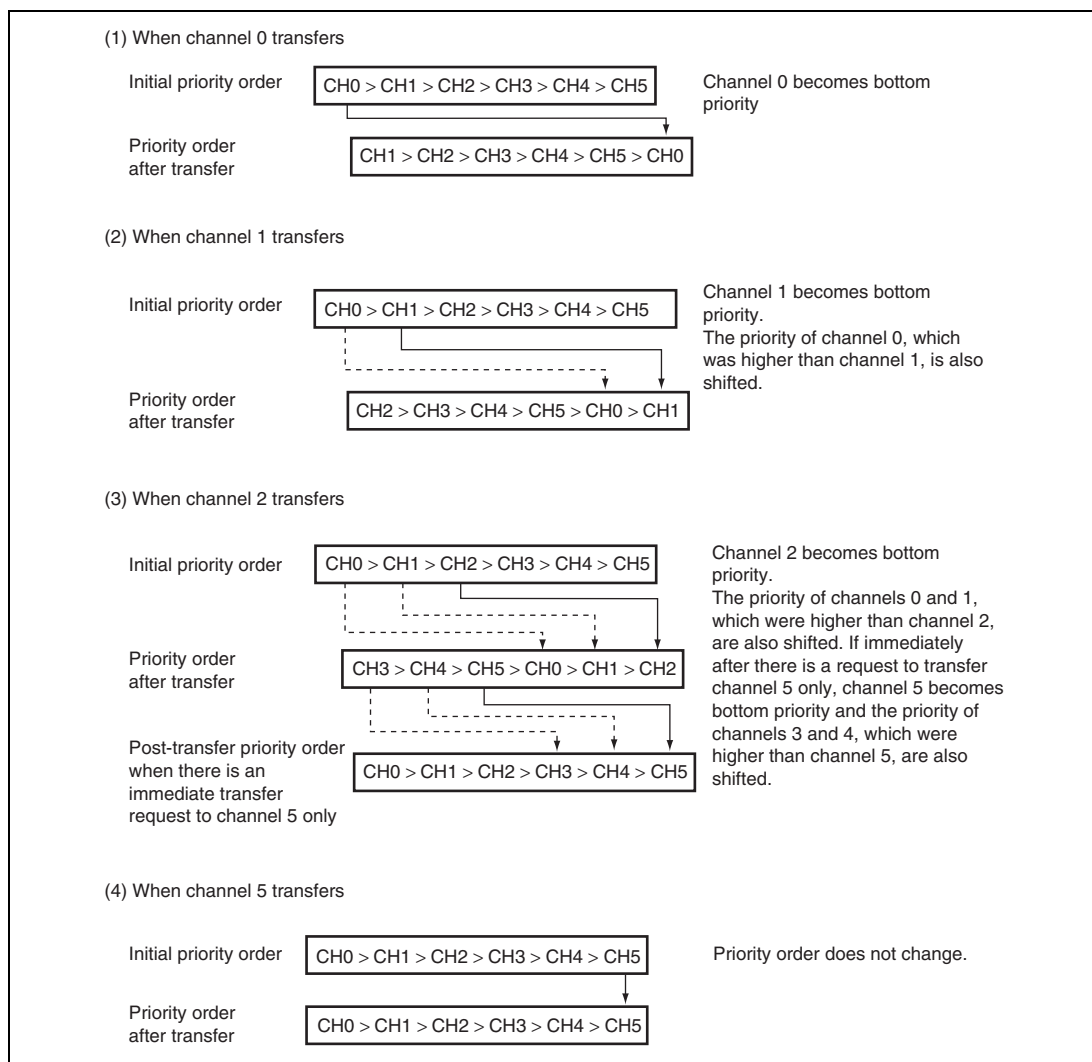 (1) When channel 0 transfers
Initial priority order
CH0 > CH1 > CH2 > CH3 > CH4 > CH5
Channel 0 becomes bottom
priority
Priority order
after transfer
CH1 > CH2 > CH3 > CH4 > CH5 > CH0
(2) When channel 1 transfers
Initial priority order
CH0 > CH1 > CH2 > CH3 > CH4 > CH5
Channel 1 becomes bottom
priority.
The priority of channel 0, which
was higher than channel 1, is also
shifted.
Priority order
after transfer
CH2 > CH3 > CH4 > CH5 > CH0 > CH1
(3) When channel 2 transfers
Initial priority order
CH0 > CH1 > CH2 > CH3 > CH4 > CH5
Channel 2 becomes bottom
priority.
The priority of channels 0 and 1,
which were higher than channel 2,
are also shifted. If immediately
after there is a request to transfer
channel 5 only, channel 5 becomes
bottom priority and the priority of
channels 3 and 4, which were
higher than channel 5, are also
shifted.
Priority order
after transfer
CH3 > CH4 > CH5 > CH0 > CH1 > CH2
Post-transfer priority order
when there is an
immediate transfer
request to channel 5 only
CH0 > CH1 > CH2 > CH3 > CH4 > CH5
(4) When channel 5 transfers
Initial priority order
CH0 > CH1 > CH2 > CH3 > CH4 > CH5
Priority order does not change.
Priority order
after transfer
CH0 > CH1 > CH2 > CH3 > CH4 > CH5